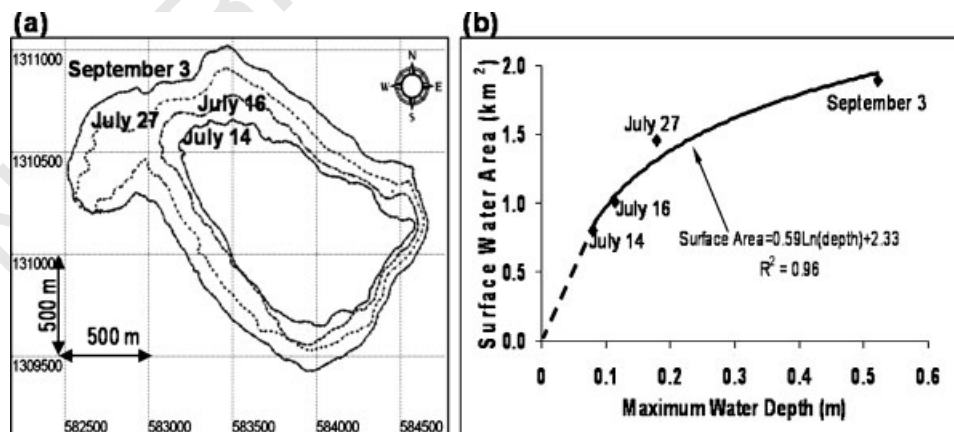 (a)
1311000
1310500
1310000
1309500
September 3
July 27
July 16
July 14
N
W E
S
500 m
500 m
582500 583000 583500 584000 584500
(b)
Surface Water Area (km²)
2.0
1.5
1.0
0.5
0.0
July 27
September 3
July 16
July 14
Surface Area=0.59Ln(depth)+2.33
R² = 0.96
0 0.1 0.2 0.3 0.4 0.5 0.6
Maximum Water Depth (m)